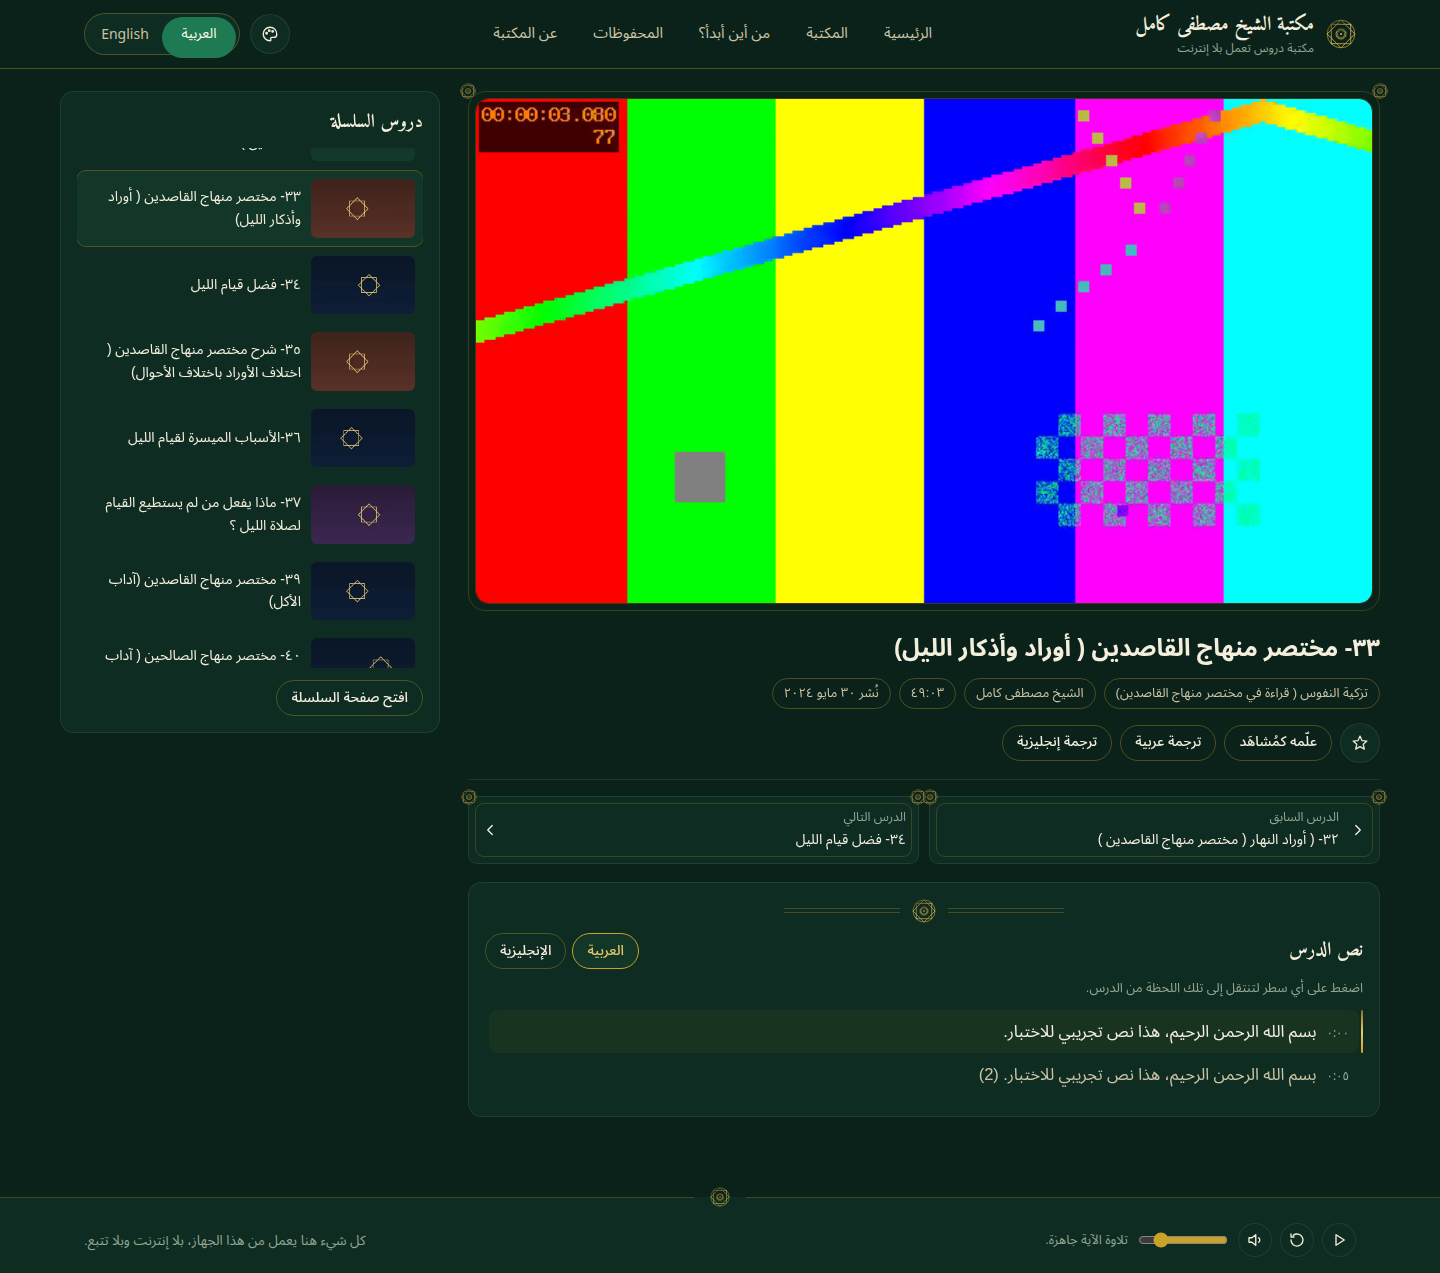 مكتبة الشيخ مصطفى كامل
مكتبة دروس تعمل بلا إنترنت
الرئيسية
المكتبة
من أين أبدأ؟
المحفوظات
عن المكتبة
العربية
English
00:00:03.080
77
٣٣- مختصر منهاج القاصدين ( أوراد وأذكار الليل)
تزكية النفوس ( قراءة في مختصر منهاج القاصدين)
الشيخ مصطفى كامل
٤٩:٠٣
نُشر ٣٠ مايو ٢٠٢٤
علّمه كمُشاهَد
ترجمة عربية
ترجمة إنجليزية
الدرس السابق
٣٢- ( أوراد النهار ( مختصر منهاج القاصدين )
الدرس التالي
٣٤- فضل قيام الليل
نص الدرس
العربية
الإنجليزية
اضغط على أي سطر لتنتقل إلى تلك اللحظة من الدرس.
٠:٠٠ بسم الله الرحمن الرحيم، هذا نص تجريبي للاختبار.
٠:٠٥ بسم الله الرحمن الرحيم، هذا نص تجريبي للاختبار. (2)
دروس السلسلة
٣٣- مختصر منهاج القاصدين ( أوراد
وأذكار الليل)
٣٤- فضل قيام الليل
٣٥- شرح مختصر منهاج القاصدين (
اختلاف الأوراد باختلاف الأحوال)
٣٦-الأسباب الميسرة لقيام الليل
٣٧- ماذا يفعل من لم يستطيع القيام
لصلاة الليل ؟
٣٩- مختصر منهاج القاصدين (آداب
الأكل)
٤٠- مختصر منهاج الصالحين ( آداب
افتح صفحة السلسلة
تلاوة الآية جاهزة.
كل شيء هنا يعمل من هذا الجهاز، بلا إنترنت وبلا تتبع.